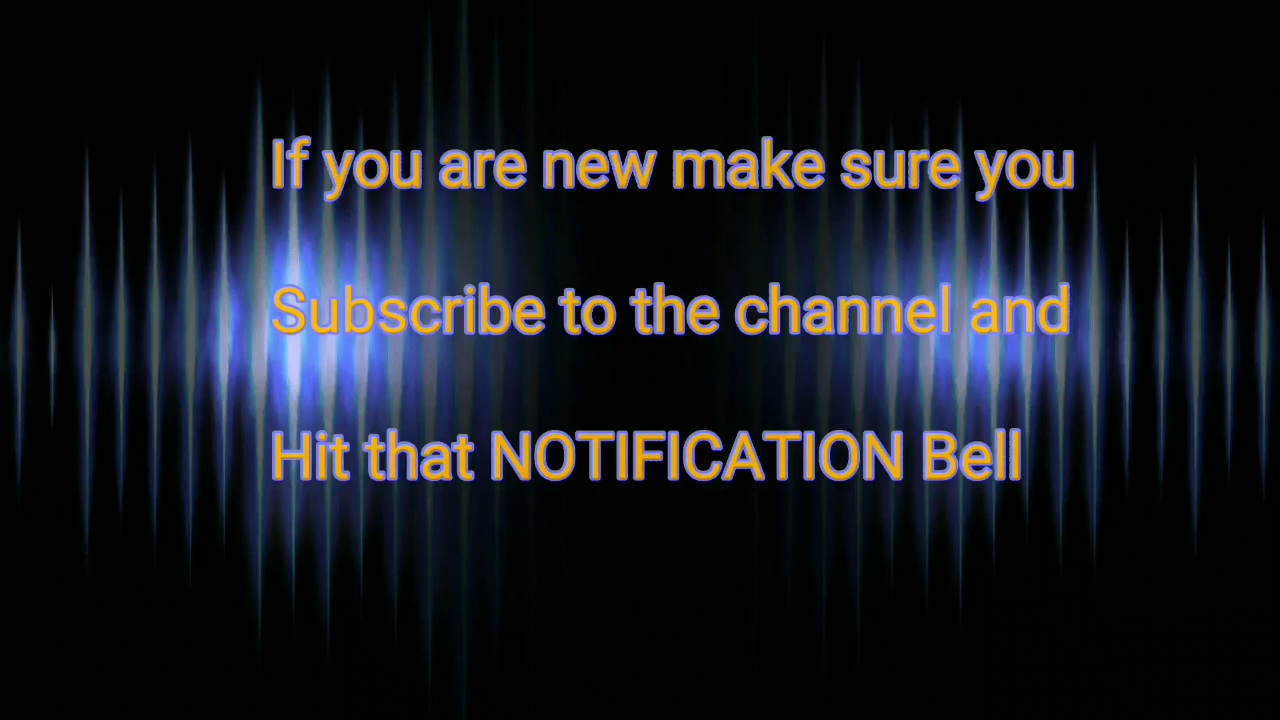 If you are new make sure you
Subscribe to the channel and
Hit that NOTIFICATION Bell